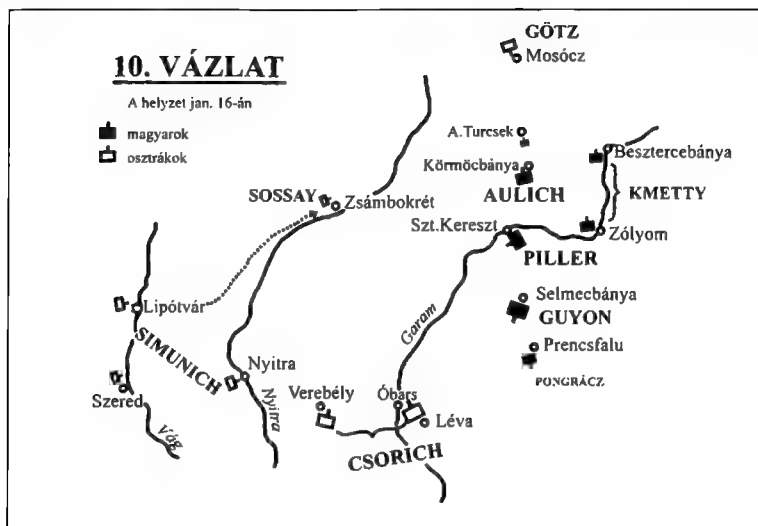 10. VÁZLAT
A helyzet jan. 16-án
magyarok
osztrákok
GÖTZ
Mosócz
A.Turcsek
Körmöcbánya
AULICH
Besztercebánya
KMETTY
SOSSAY
Zsámbokrét
Szt.Kereszt
Zólyom
PILLER
Selmecbánya
GUYON
Garam
Lipótvár
SIMUNICH
Prencsfalu
PONGRÁCZ
Nyitra
Szered
Vág
Nyitra
Verebély
Óbars
Léva
CSORICH